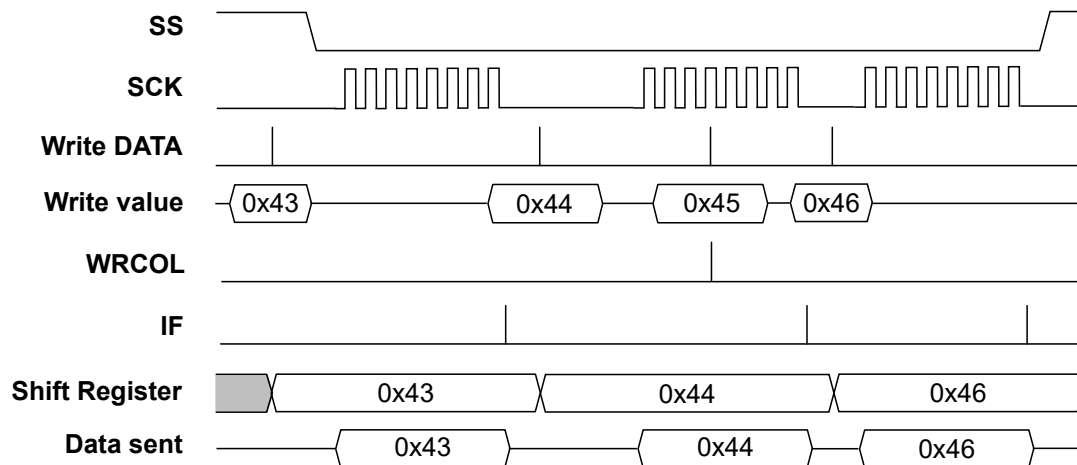 SS
SCK
Write DATA
Write value 0x43 0x44 0x45 0x46
WRCOL
IF
Shift Register 0x43 0x44 0x46
Data sent 0x43 0x44 0x46